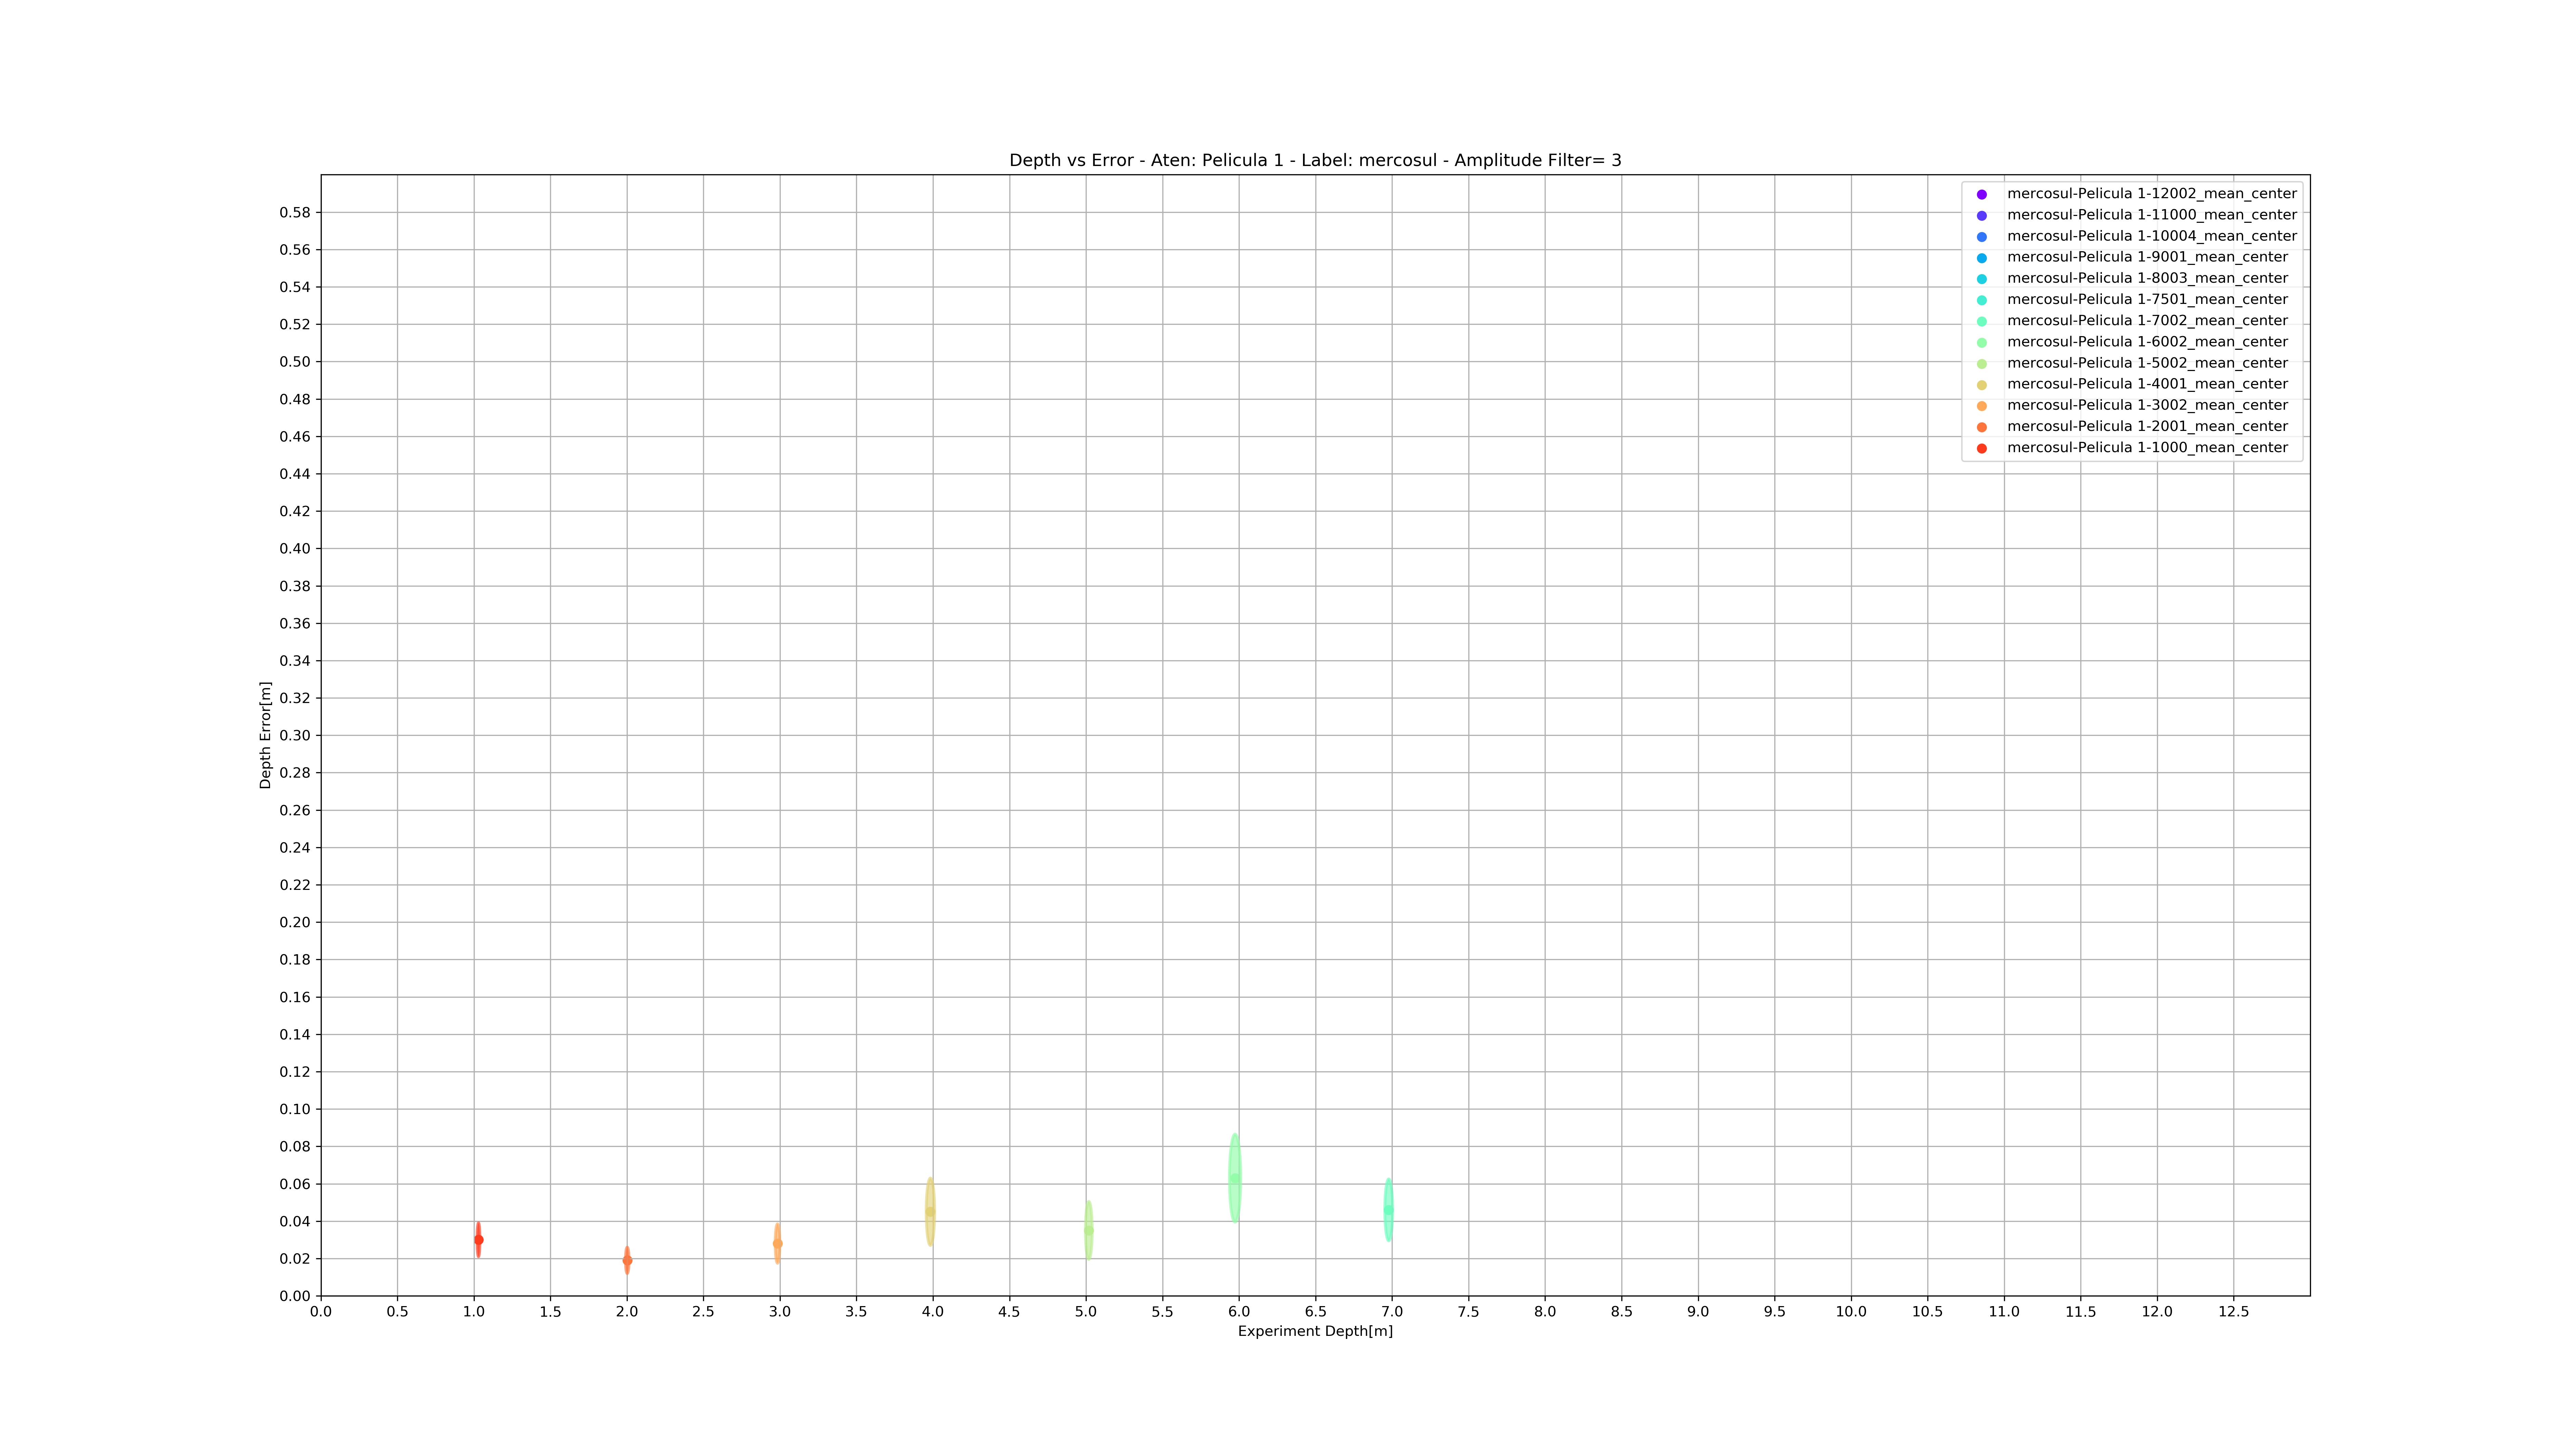 Depth vs Error - Aten: Pelicula 1 - Label: mercosul - Amplitude Filter= 3
mercosul-Pelicula 1-12002_mean_center
mercosul-Pelicula 1-11000_mean_center
mercosul-Pelicula 1-10004_mean_center
mercosul-Pelicula 1-9001_mean_center
mercosul-Pelicula 1-8003_mean_center
mercosul-Pelicula 1-7501_mean_center
mercosul-Pelicula 1-7002_mean_center
mercosul-Pelicula 1-6002_mean_center
mercosul-Pelicula 1-5002_mean_center
mercosul-Pelicula 1-4001_mean_center
mercosul-Pelicula 1-3002_mean_center
mercosul-Pelicula 1-2001_mean_center
mercosul-Pelicula 1-1000_mean_center
Depth Error[m]
0.58
0.56
0.54
0.52
0.50
0.48
0.46
0.44
0.42
0.40
0.38
0.36
0.34
0.32
0.30
0.28
0.26
0.24
0.22
0.20
0.18
0.16
0.14
0.12
0.10
0.08
0.06
0.04
0.02
0.00
0.0 0.5 1.0 1.5 2.0 2.5 3.0 3.5 4.0 4.5 5.0 5.5 6.0 6.5 7.0 7.5 8.0 8.5 9.0 9.5 10.0 10.5 11.0 11.5 12.0 12.5
Experiment Depth[m]